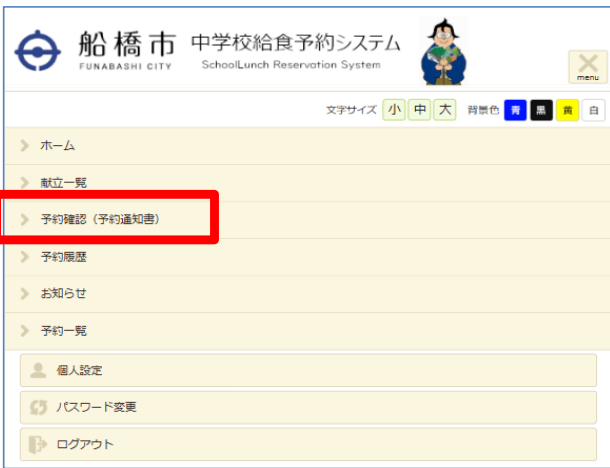 船橋市 中学校給食予約システム
FUNABASHI CITY SchoolLunch Reservation System
menu
文字サイズ 小 中 大 背景色 青 黒 黄 白
ホーム
献立一覧
予約確認（予約通知書）
予約履歴
お知らせ
予約一覧
個人設定
パスワード変更
ログアウト